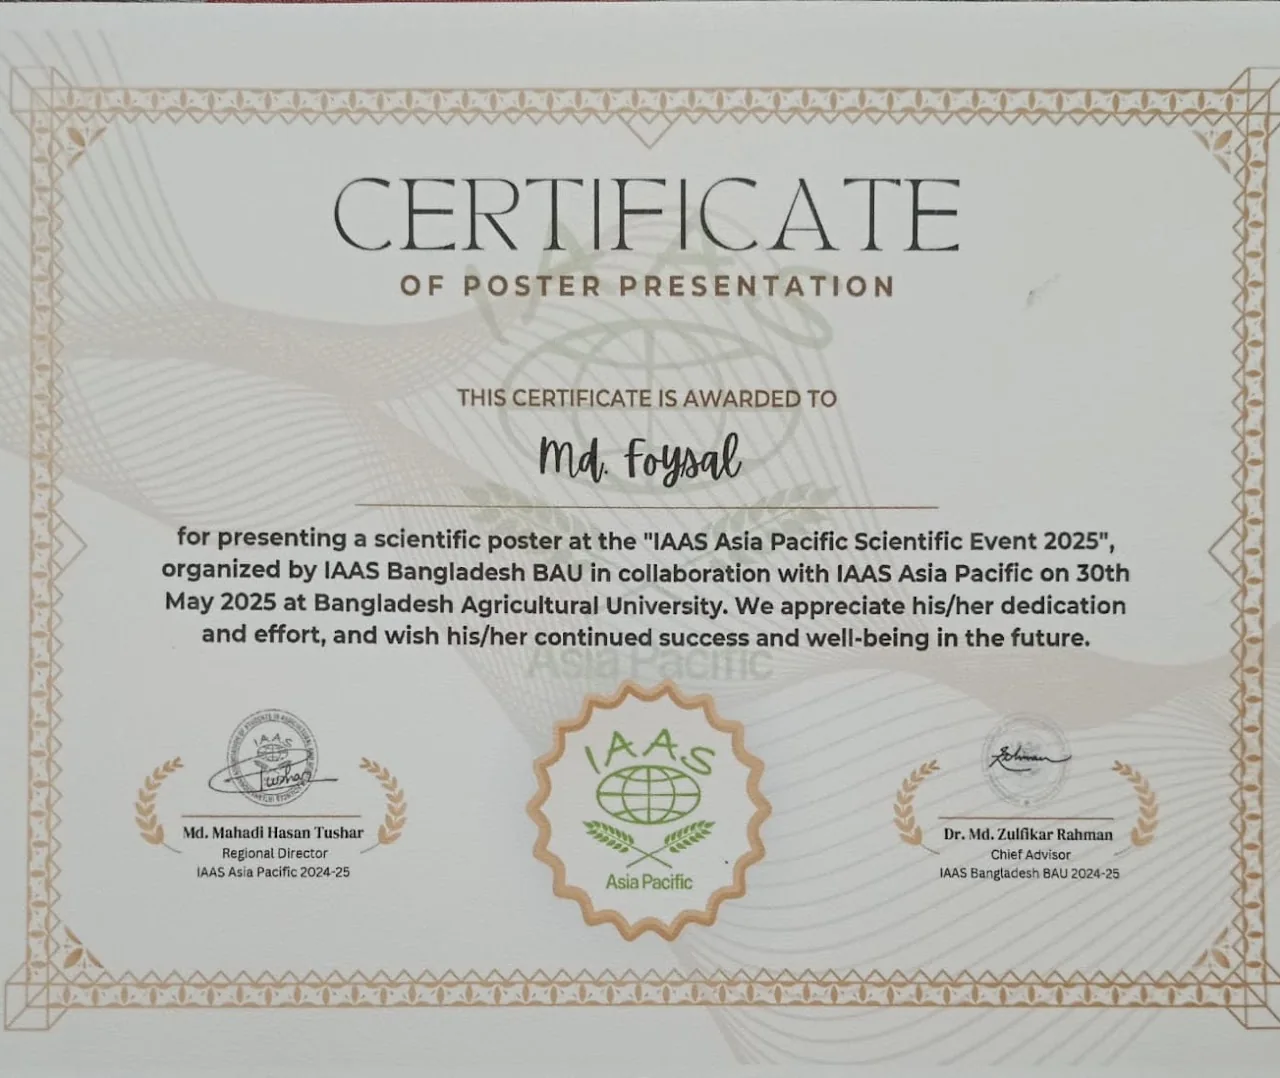 CERTIFICATE
OF POSTER PRESENTATION
THIS CERTIFICATE IS AWARDED TO
Md. Foysal
for presenting a scientific poster at the "IAAS Asia Pacific Scientific Event 2025",
organized by IAAS Bangladesh BAU in collaboration with IAAS Asia Pacific on 30th
May 2025 at Bangladesh Agricultural University. We appreciate his/her dedication
and effort, and wish his/her continued success and well-being in the future.
Asia Pacific
IAAS
Tushar
Md. Mahadi Hasan Tushar
Regional Director
IAAS Asia Pacific 2024-25
IAAS
Asia Pacific
Dr. Md. Zulfikar Rahman
Chief Advisor
IAAS Bangladesh BAU 2024-25